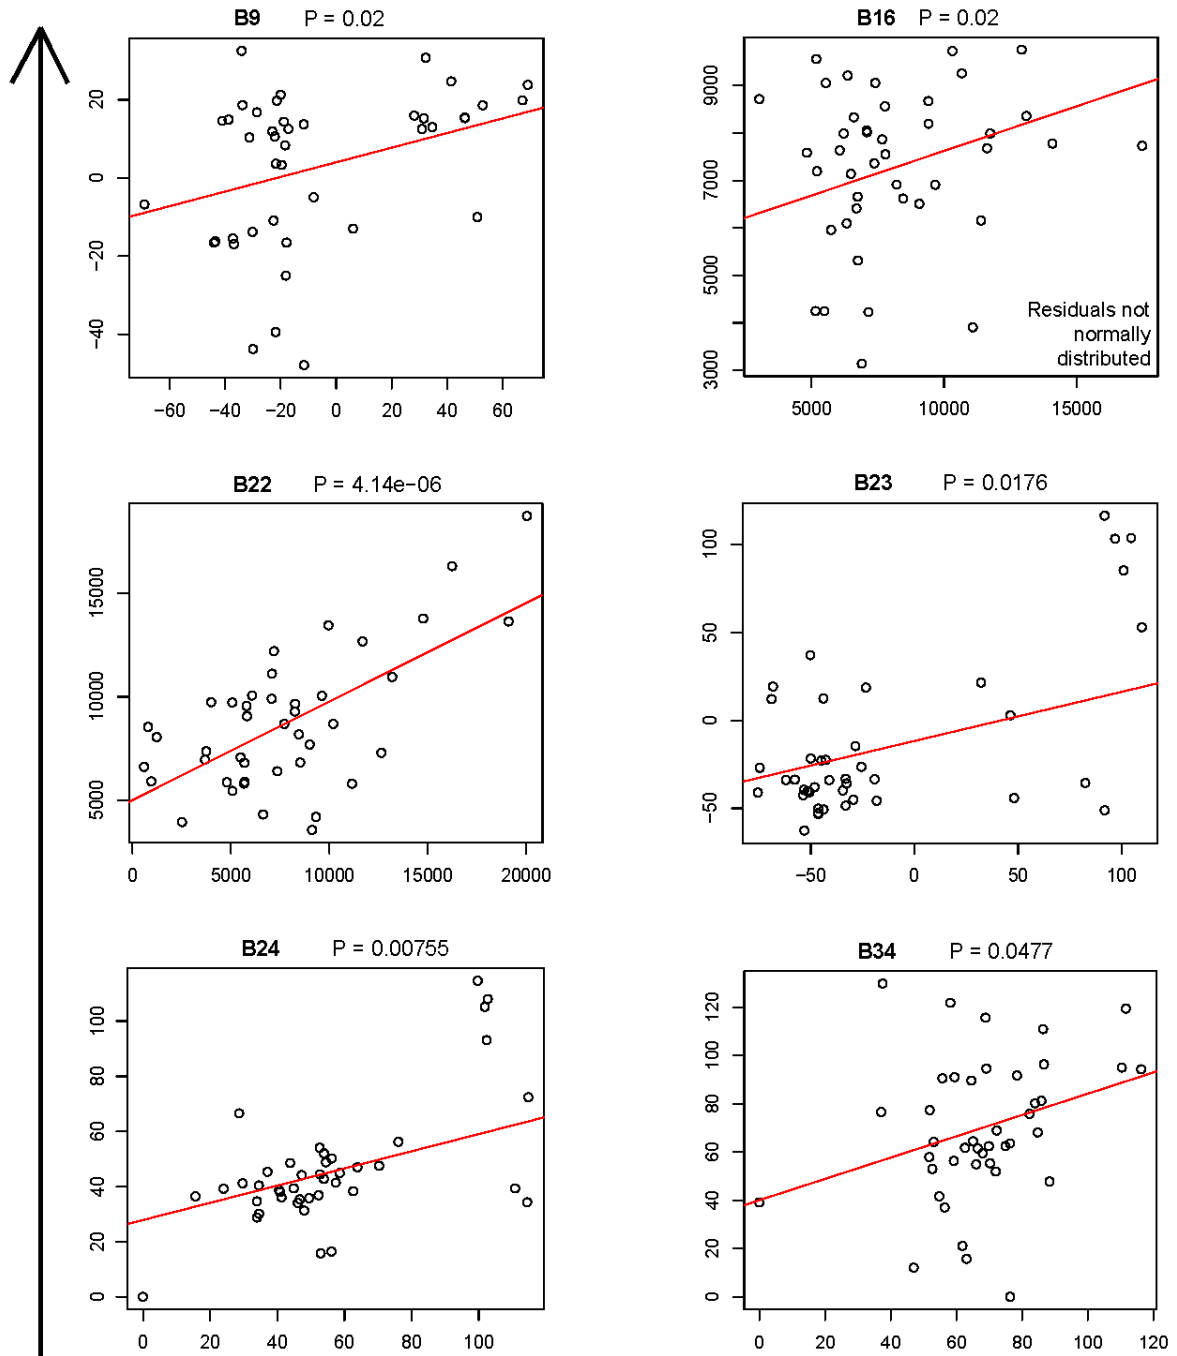 B9 P = 0.02
20
0
−20
−40
−60 −40 −20 0 20 40 60
B16 P = 0.02
9000
7000
5000
3000
Residuals not
normally
distributed
5000 10000 15000
B22 P = 4.14e−06
15000
10000
5000
0 5000 10000 15000 20000
B23 P = 0.0176
100
50
0
−50
−50 0 50 100
B24 P = 0.00755
100
80
60
40
20
0
0 20 40 60 80 100
B34 P = 0.0477
120
100
80
60
40
20
0
0 20 40 60 80 100 120